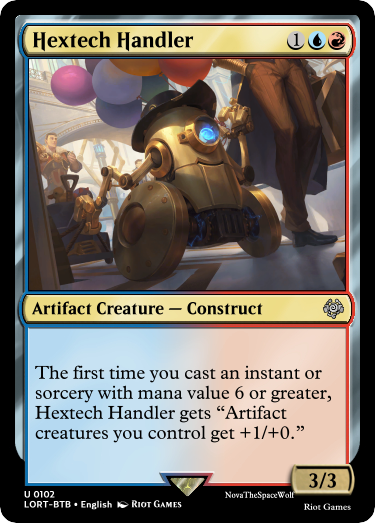 Hextech Handler 1
Artifact Creature — Construct
The first time you cast an instant or
sorcery with mana value 6 or greater,
Hextech Handler gets “Artifact
creatures you control get +1/+0.”
3/3
U 0102
LORT-BTB • English RIOT GAMES
NovaTheSpaceWolf
Riot Games